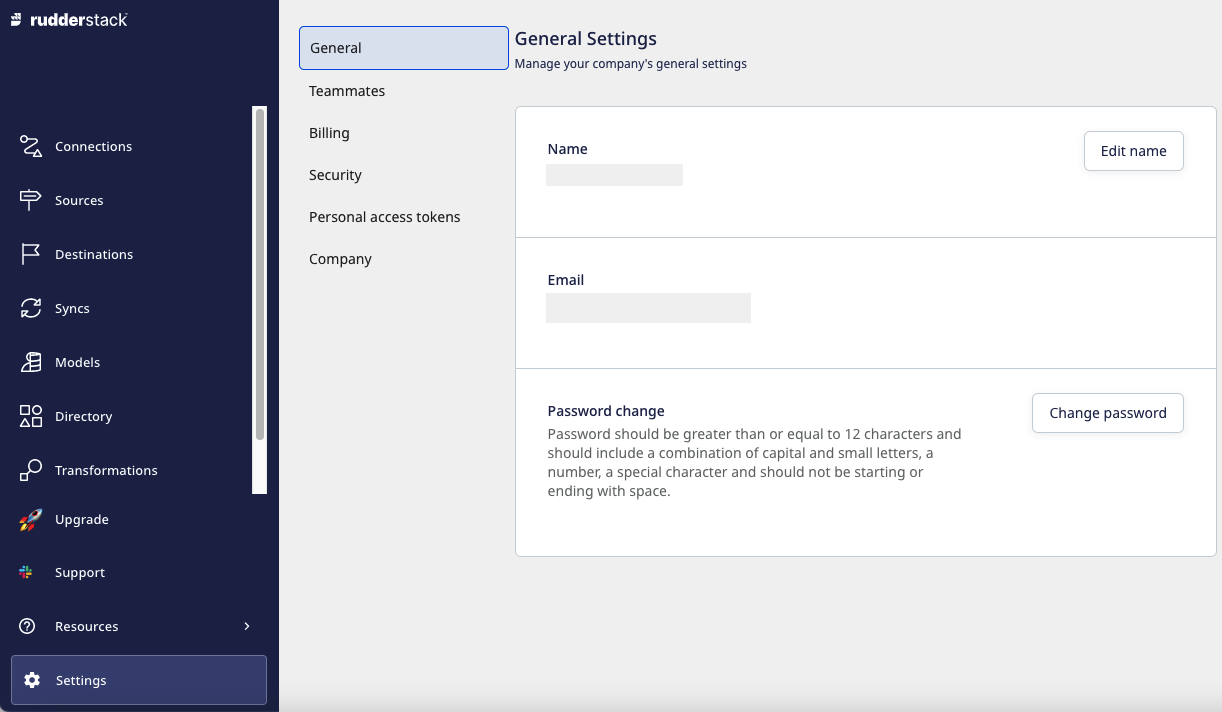 rudderstack
Connections
Sources
Destinations
Syncs
Models
Directory
Transformations
Upgrade
Support
Resources
Settings
General
Teammates
Billing
Security
Personal access tokens
Company
General Settings
Manage your company's general settings
Name
Edit name
Email
Password change
Change password
Password should be greater than or equal to 12 characters and
should include a combination of capital and small letters, a
number, a special character and should not be starting or
ending with space.